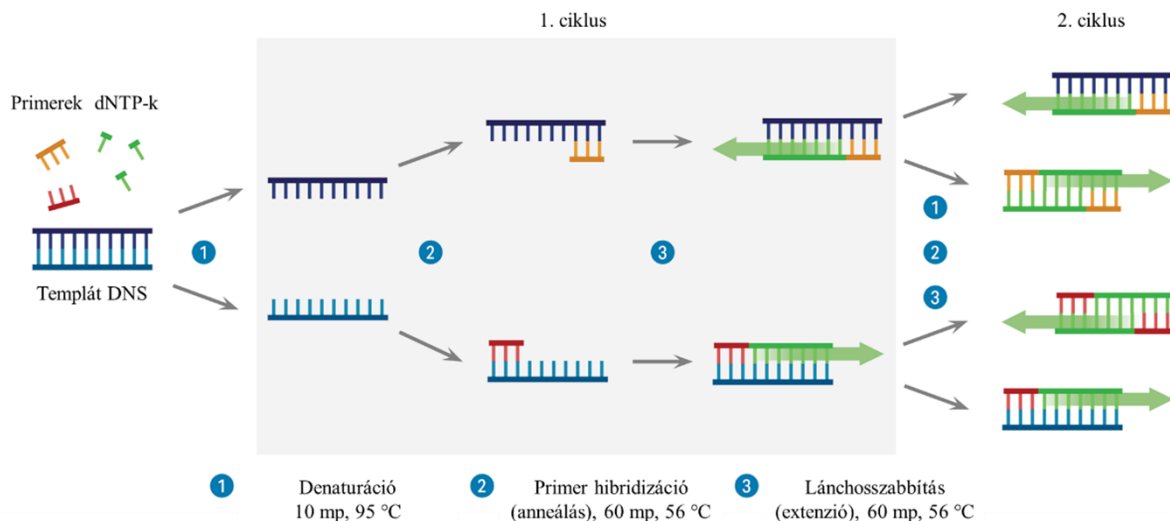 1. ciklus
2. ciklus
Primerek dNTP-k
Templát DNS
1
2
3
1
2
3
1 Denaturáció
10 mp, 95 °C
2 Primer hibridizáció
(anneálás), 60 mp, 56 °C
3 Lánchosszabbítás
(extenzió), 60 mp, 56 °C